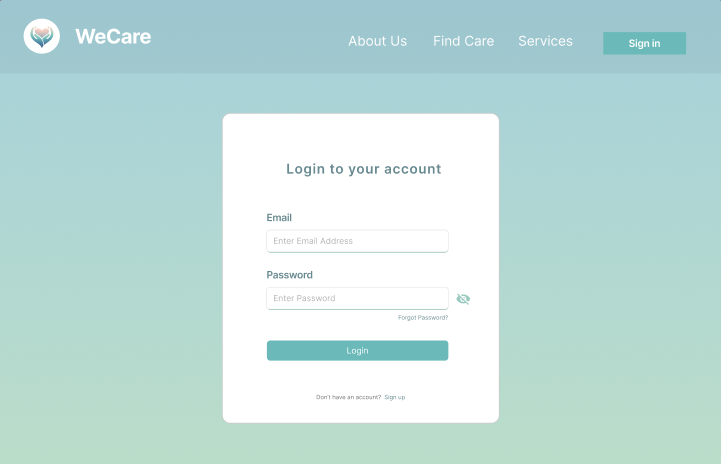 WeCare
About Us Find Care Services Sign in
Login to your account
Email
Enter Email Address
Password
Enter Password
Forgot Password?
Login
Don't have an account? Sign up